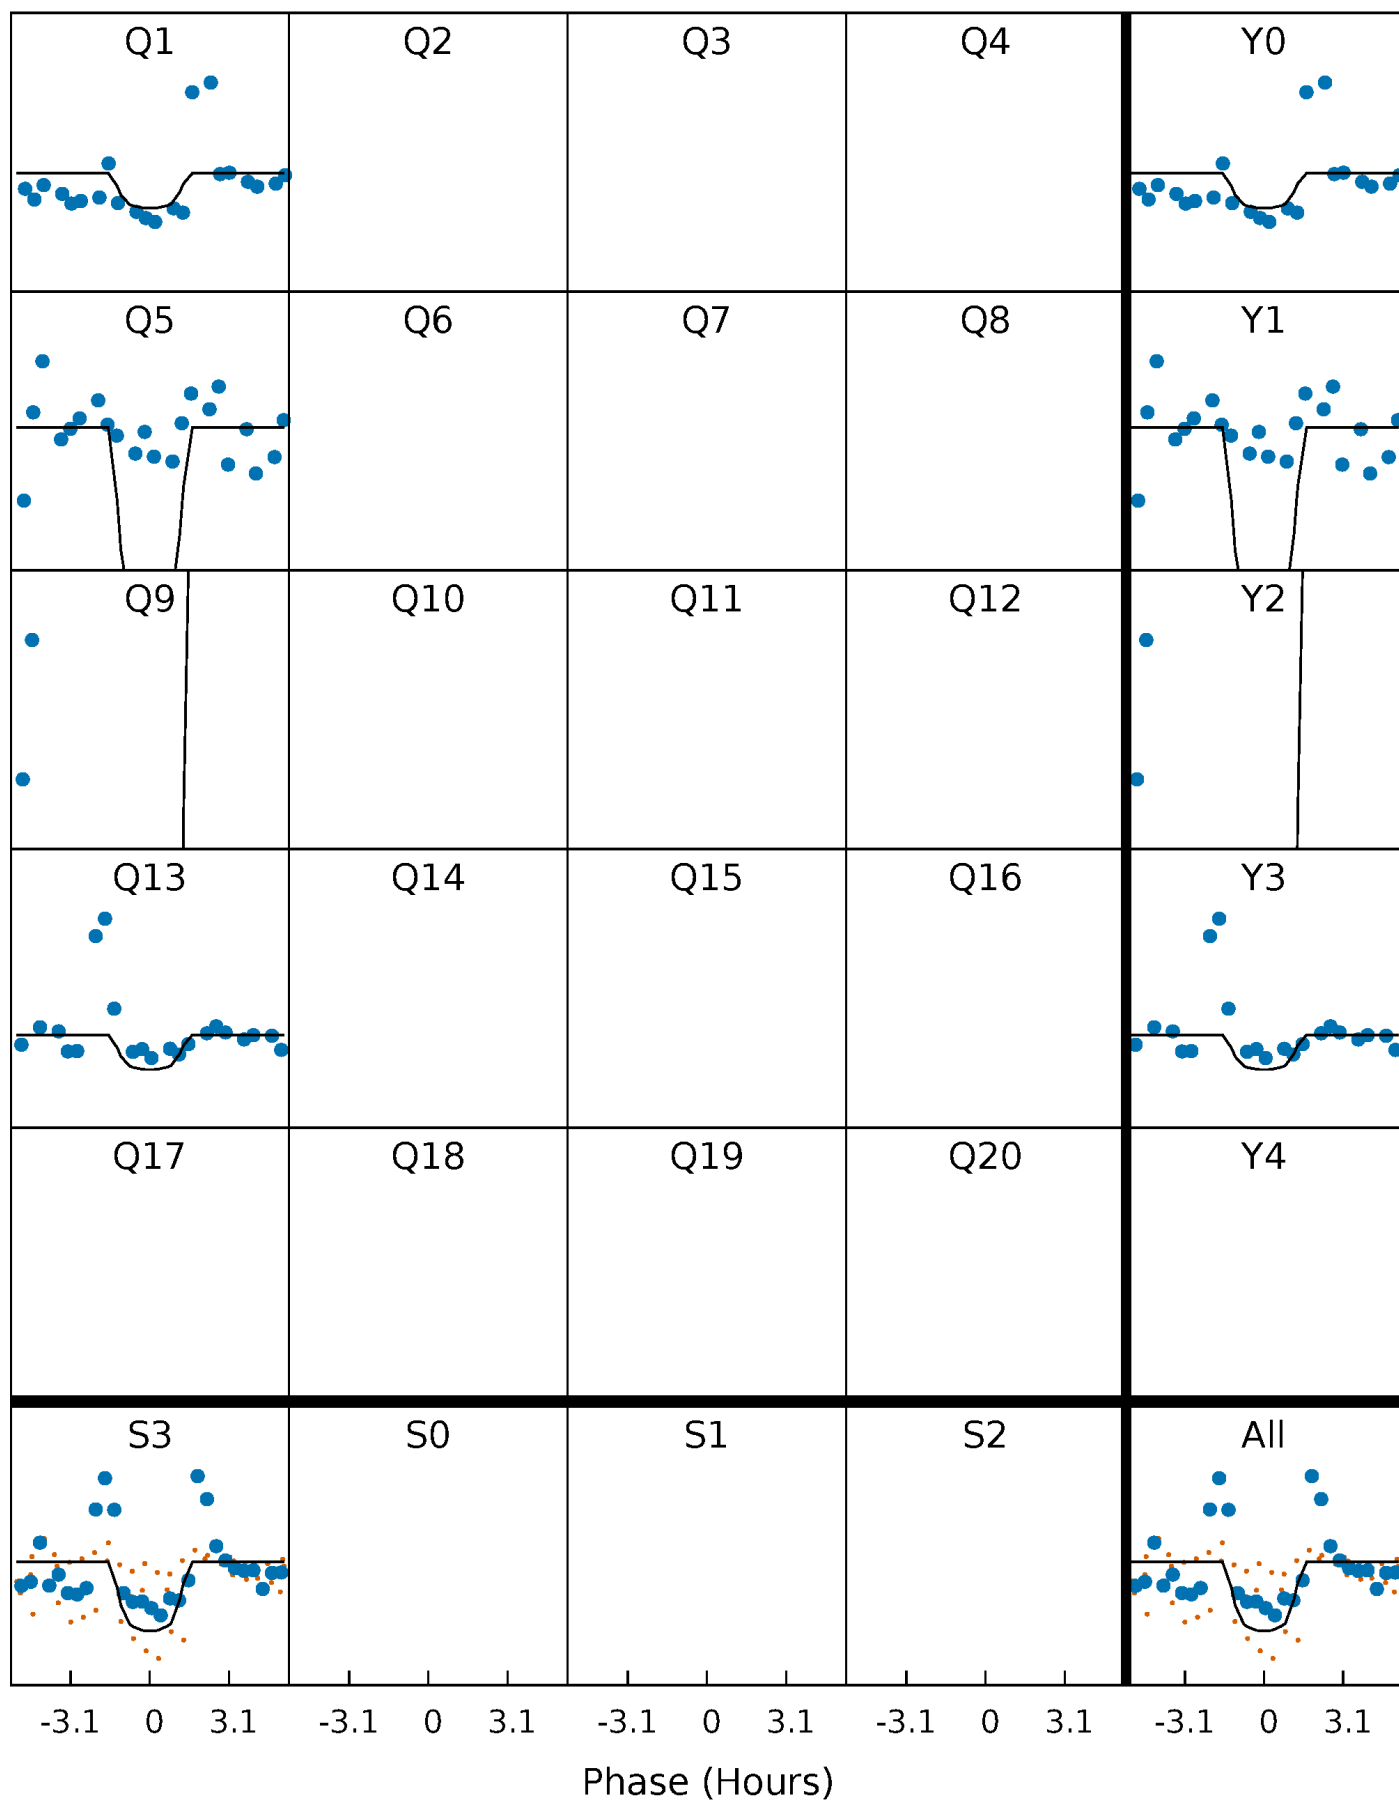 Q1 Q2 Q3 Q4 Y0
Q5 Q6 Q7 Q8 Y1
Q9 Q10 Q11 Q12 Y2
Q13 Q14 Q15 Q16 Y3
Q17 Q18 Q19 Q20 Y4
S3 S0 S1 S2 All
-3.1 0 3.1 -3.1 0 3.1 -3.1 0 3.1 -3.1 0 3.1 -3.1 0 3.1
Phase (Hours)